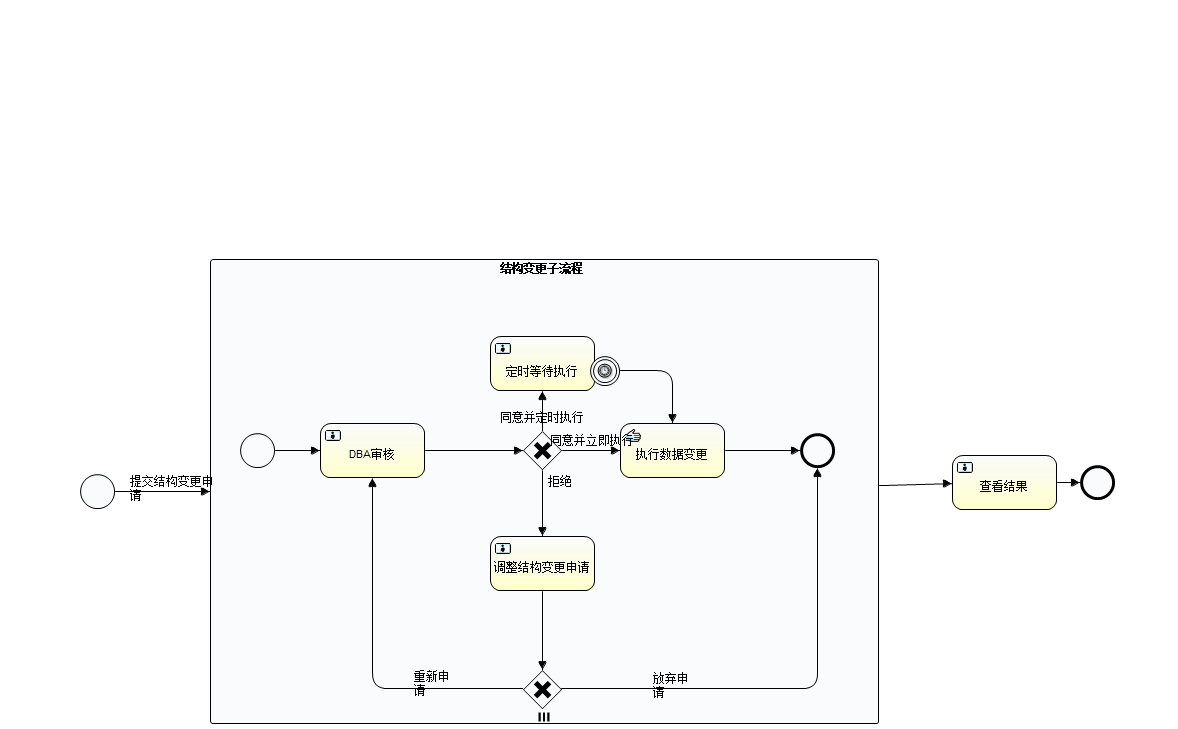 结构变更子流程
定时等待执行
同意并定时执行
同意并立即执行
DBA审核
执行数据变更
拒绝
提交结构变更申
请
查看结果
调整结构变更申请
重新申
请
放弃申
请